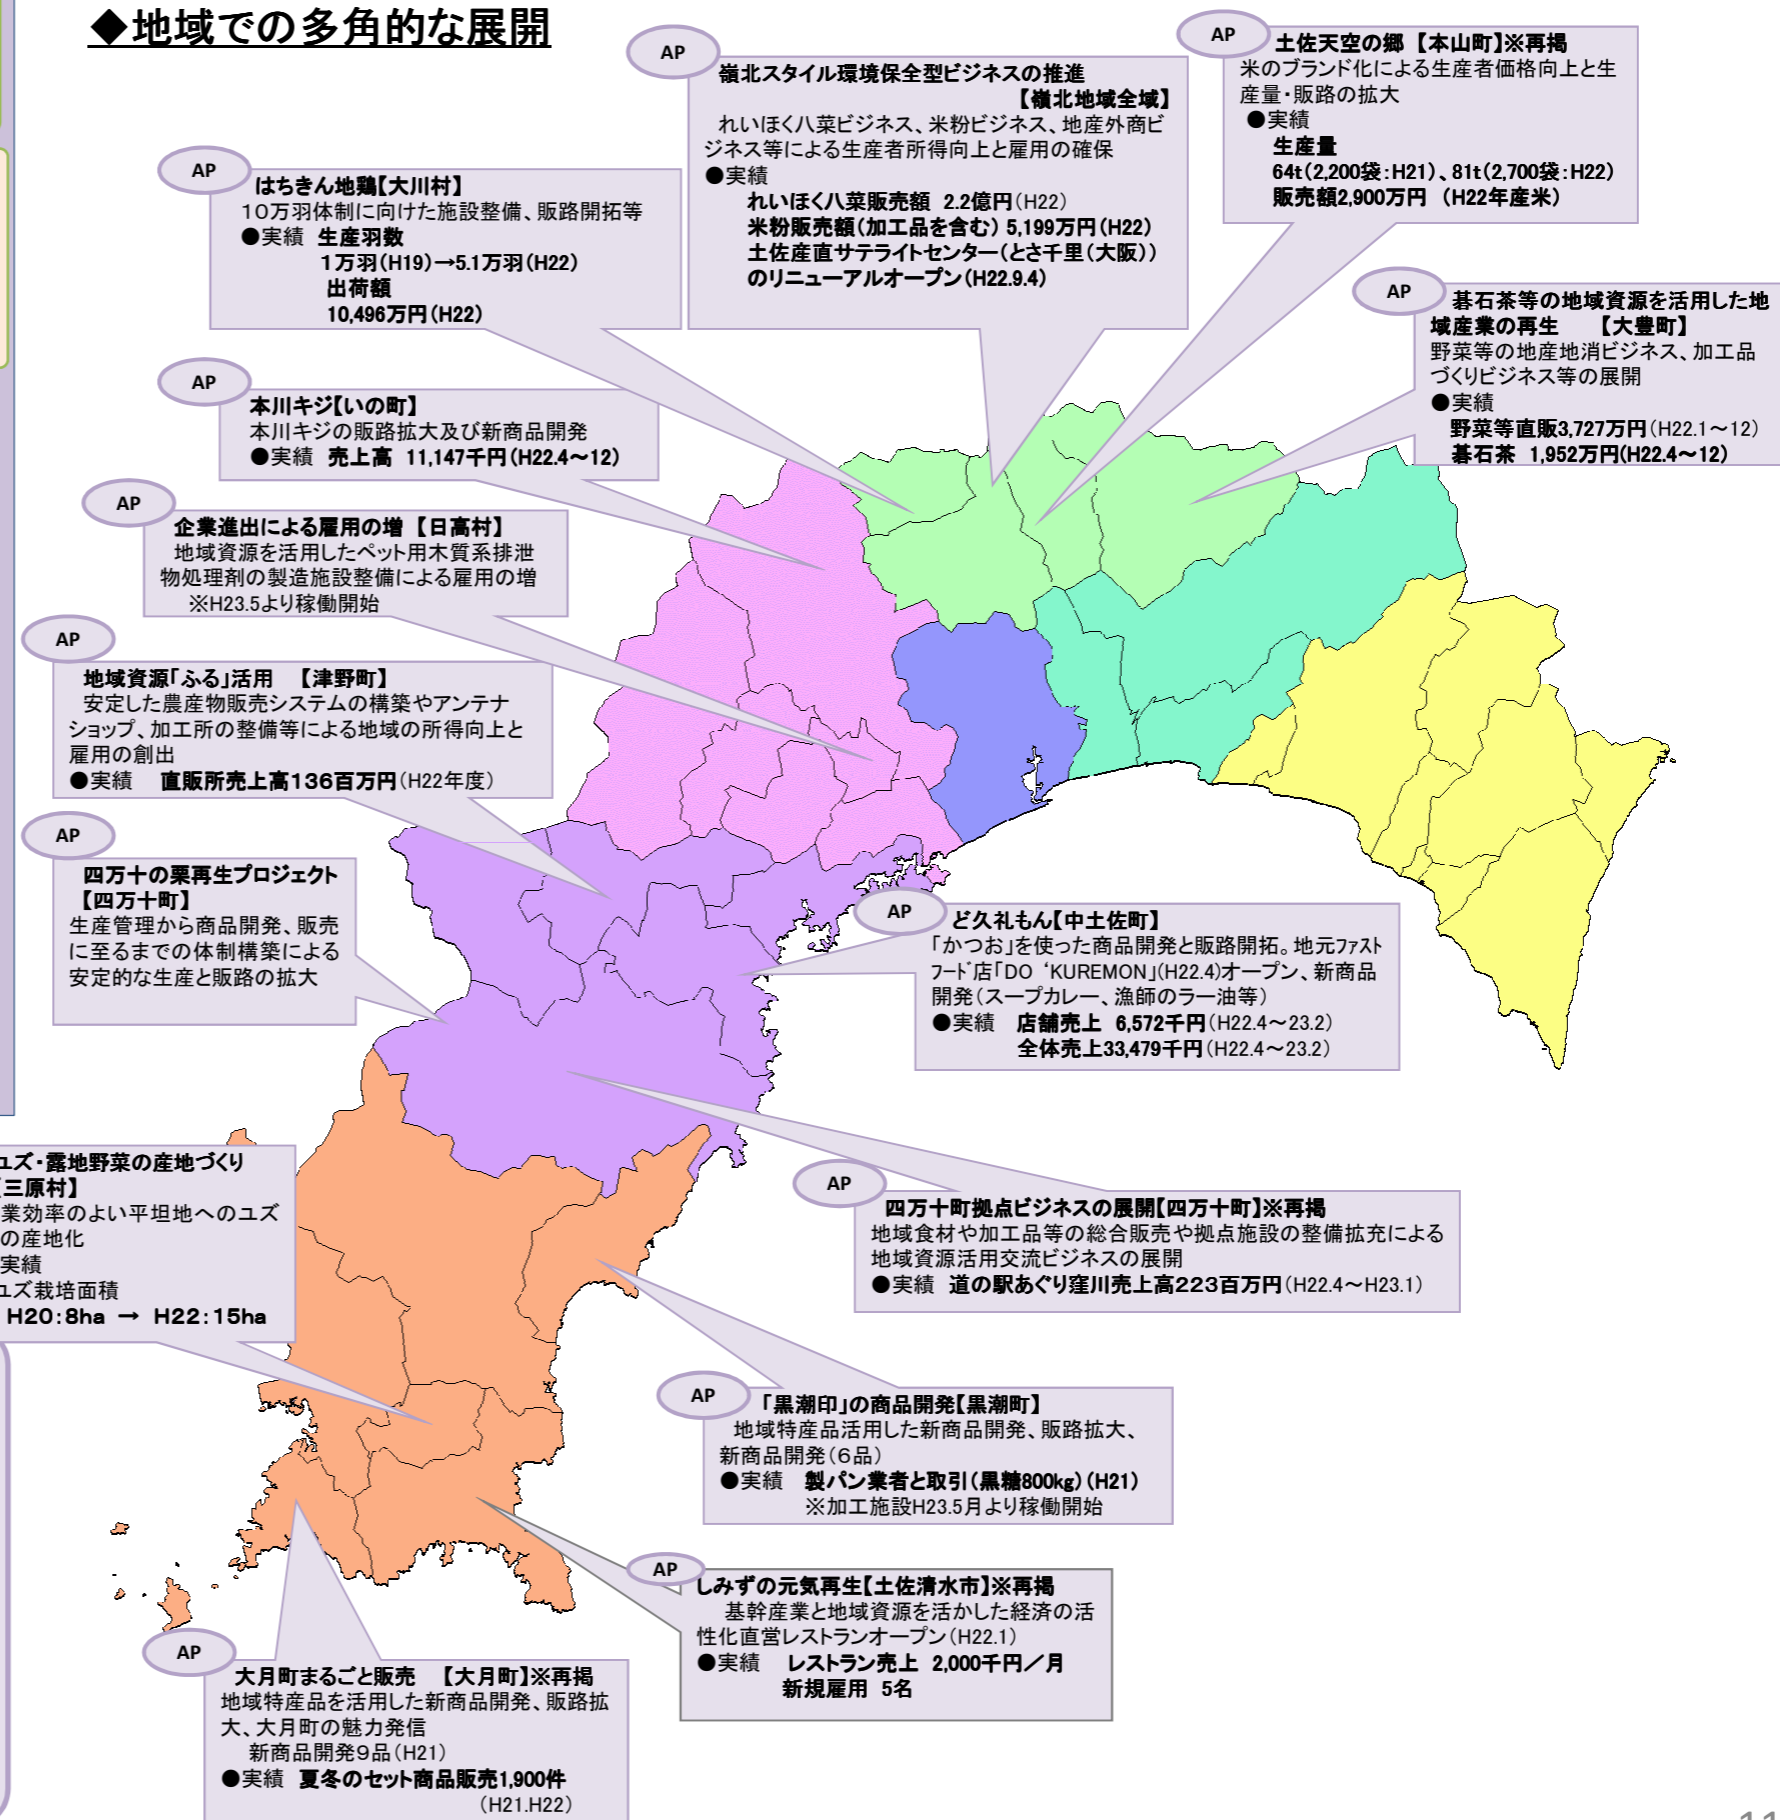 ◆地域での多角的な展開
AP
嶺北スタイル環境保全型ビジネスの推進
【嶺北地域全域】
れいほく八菜ビジネス、米粉ビジネス、地産外商ビ
ジネス等による生産者所得向上と雇用の確保
●実績
れいほく八菜販売額 2.2億円(H22)
米粉販売額(加工品を含む) 5,199万円(H22)
土佐産直サテライトセンター(とさ千里(大阪))
のリニューアルオープン(H22.9.4)
AP
土佐天空の郷 【本山町】※再掲
米のブランド化による生産者価格向上と生
産量・販路の拡大
●実績
生産量
64t(2,200袋:H21)、81t(2,700袋:H22)
販売額2,900万円 (H22年産米)
AP
はちきん地鶏【大川村】
10万羽体制に向けた施設整備、販路開拓等
●実績 生産羽数
1万羽(H19)→5.1万羽(H22)
出荷額
10,496万円(H22)
AP
碁石茶等の地域資源を活用した地
域産業の再生 【大豊町】
野菜等の地産地消ビジネス、加工品
づくりビジネス等の展開
●実績
野菜等直販3,727万円(H22.1~12)
碁石茶 1,952万円(H22.4~12)
AP
本川キジ【いの町】
本川キジの販路拡大及び新商品開発
●実績 売上高 11,147千円(H22.4~12)
AP
企業進出による雇用の増 【日高村】
地域資源を活用したペット用木質系排泄
物処理剤の製造施設整備による雇用の増
※H23.5より稼働開始
AP
地域資源「ふる」活用 【津野町】
安定した農産物販売システムの構築やアンテナ
ショップ、加工所の整備等による地域の所得向上と
雇用の創出
●実績 直販所売上高136百万円(H22年度)
AP
四万十の栗再生プロジェクト
【四万十町】
生産管理から商品開発、販売
に至るまでの体制構築による
安定的な生産と販路の拡大
AP
ど久礼もん【中土佐町】
「かつお」を使った商品開発と販路開拓。地元ファスト
フード店「DO ‘KUREMON」(H22.4)オープン、新商品
開発(スープカレー、漁師のラー油等)
●実績 店舗売上 6,572千円(H22.4~23.2)
全体売上33,479千円(H22.4~23.2)
ユズ・露地野菜の産地づくり
【三原村】
業効率のよい平坦地へのユズ
の産地化
実績
ユズ栽培面積
H20:8ha → H22:15ha
AP
四万十町拠点ビジネスの展開【四万十町】※再掲
地域食材や加工品等の総合販売や拠点施設の整備拡充による
地域資源活用交流ビジネスの展開
●実績 道の駅あぐり窪川売上高223百万円(H22.4~H23.1)
AP
「黒潮印」の商品開発【黒潮町】
地域特産品活用した新商品開発、販路拡大、
新商品開発(6品)
●実績 製パン業者と取引(黒糖800kg)(H21)
※加工施設H23.5月より稼働開始
AP
しみずの元気再生【土佐清水市】※再掲
基幹産業と地域資源を活かした経済の活
性化直営レストランオープン(H22.1)
●実績 レストラン売上 2,000千円/月
新規雇用 5名
AP
大月町まるごと販売 【大月町】※再掲
地域特産品を活用した新商品開発、販路拡
大、大月町の魅力発信
新商品開発9品(H21)
●実績 夏冬のセット商品販売1,900件
(H21.H22)
11